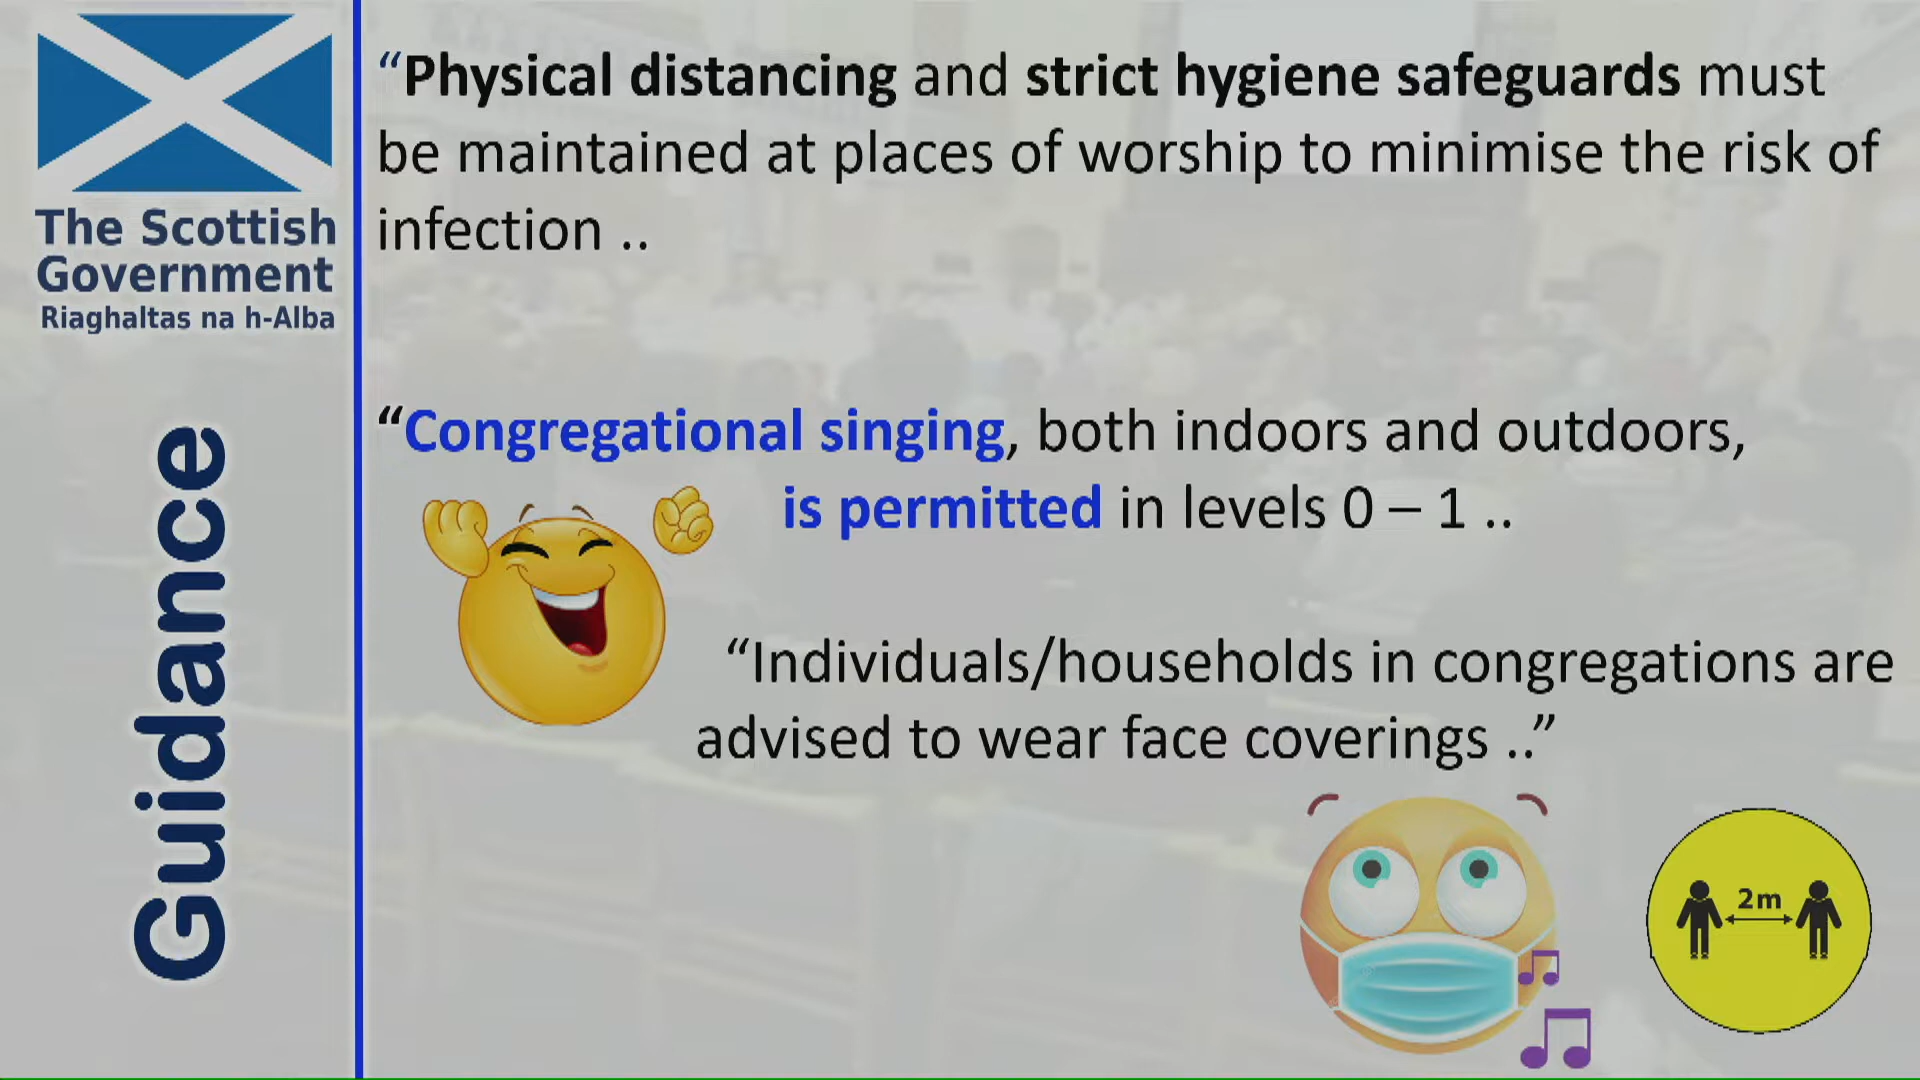 The Scottish
Government
Riaghaltas na h-Alba
Guidance
“Physical distancing and strict hygiene safeguards must
be maintained at places of worship to minimise the risk of
infection ..
“Congregational singing, both indoors and outdoors,
is permitted in levels 0 – 1 ..
“Individuals/households in congregations are
advised to wear face coverings ..”
2m